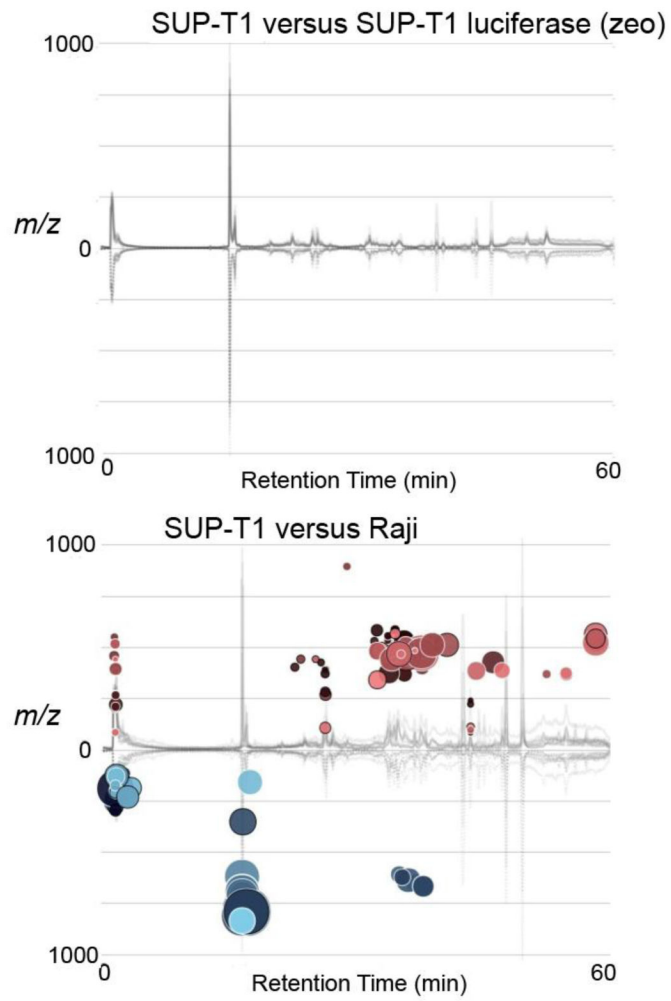 SUP-T1 versus SUP-T1 luciferase (zeo)
1000
m/z
0
1000
0
60
Retention Time (min)
SUP-T1 versus Raji
1000
m/z
0
1000
0
60
Retention Time (min)